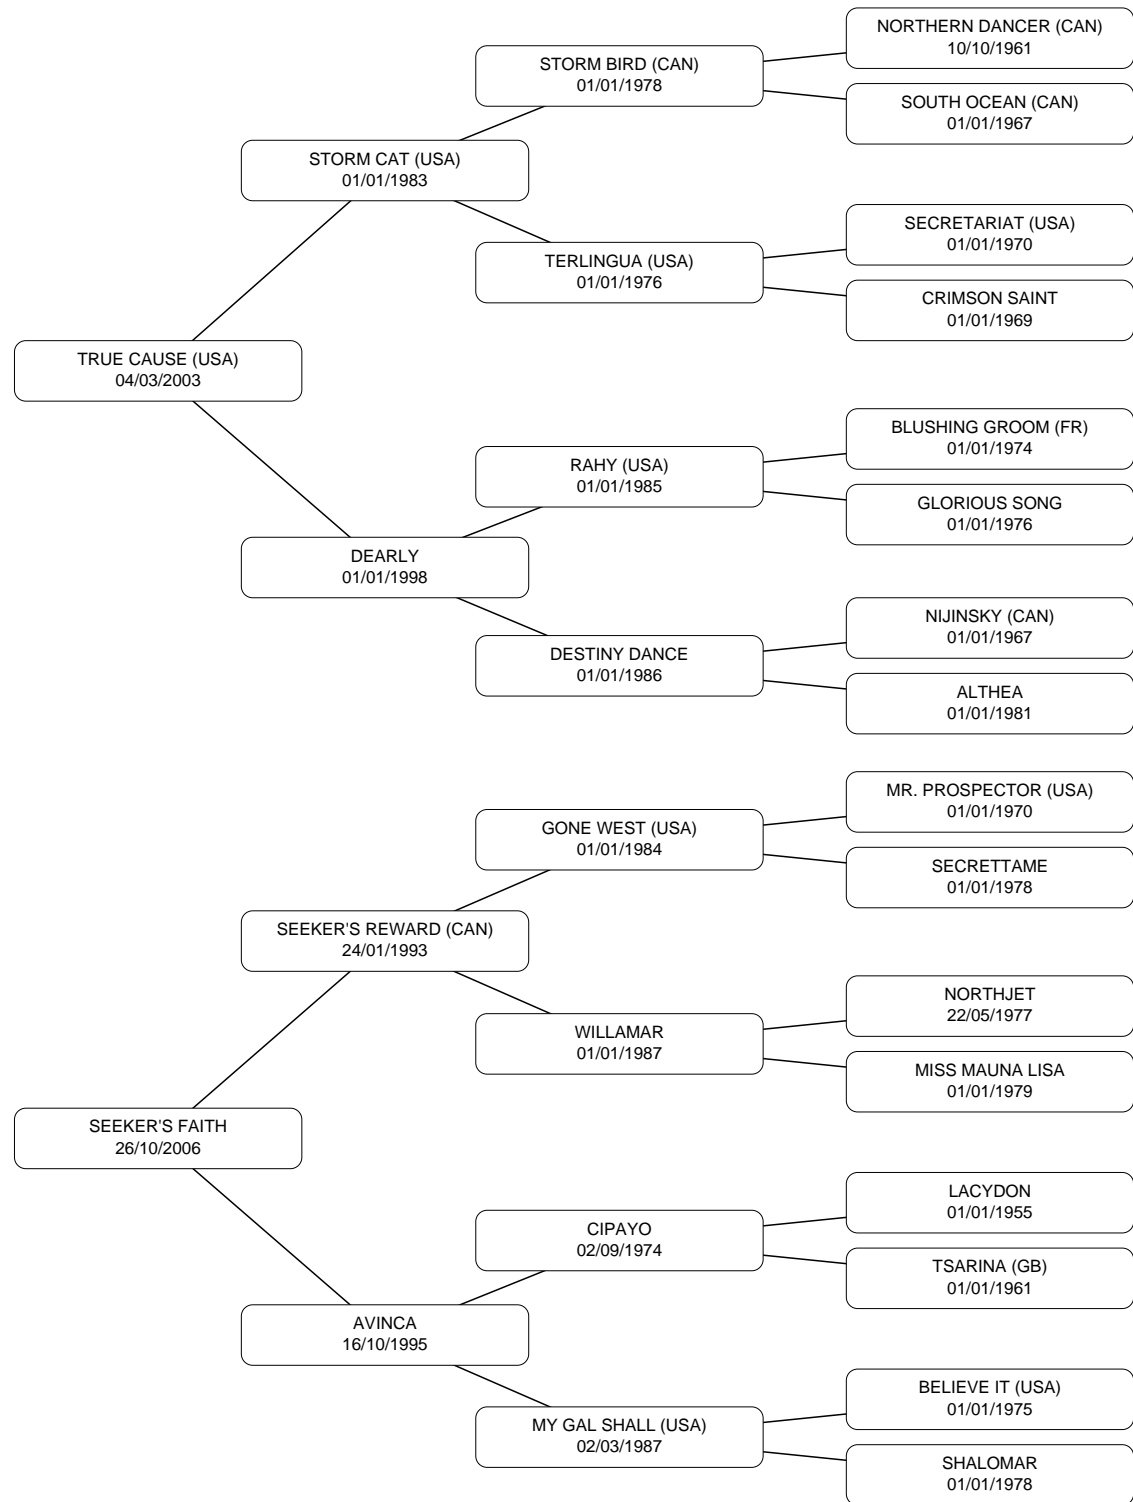 NORTHERN DANCER (CAN)
10/10/1961
STORM BIRD (CAN)
01/01/1978
SOUTH OCEAN (CAN)
01/01/1967
STORM CAT (USA)
01/01/1983
SECRETARIAT (USA)
01/01/1970
TERLINGUA (USA)
01/01/1976
CRIMSON SAINT
01/01/1969
TRUE CAUSE (USA)
04/03/2003
BLUSHING GROOM (FR)
01/01/1974
RAHY (USA)
01/01/1985
GLORIOUS SONG
01/01/1976
DEARLY
01/01/1998
NIJINSKY (CAN)
01/01/1967
DESTINY DANCE
01/01/1986
ALTHEA
01/01/1981
MR. PROSPECTOR (USA)
01/01/1970
GONE WEST (USA)
01/01/1984
SECRETTAME
01/01/1978
SEEKER'S REWARD (CAN)
24/01/1993
NORTHJET
22/05/1977
WILLAMAR
01/01/1987
MISS MAUNA LISA
01/01/1979
SEEKER'S FAITH
26/10/2006
LACYDON
01/01/1955
CIPAYO
02/09/1974
TSARINA (GB)
01/01/1961
AVINCA
16/10/1995
BELIEVE IT (USA)
01/01/1975
MY GAL SHALL (USA)
02/03/1987
SHALOMAR
01/01/1978